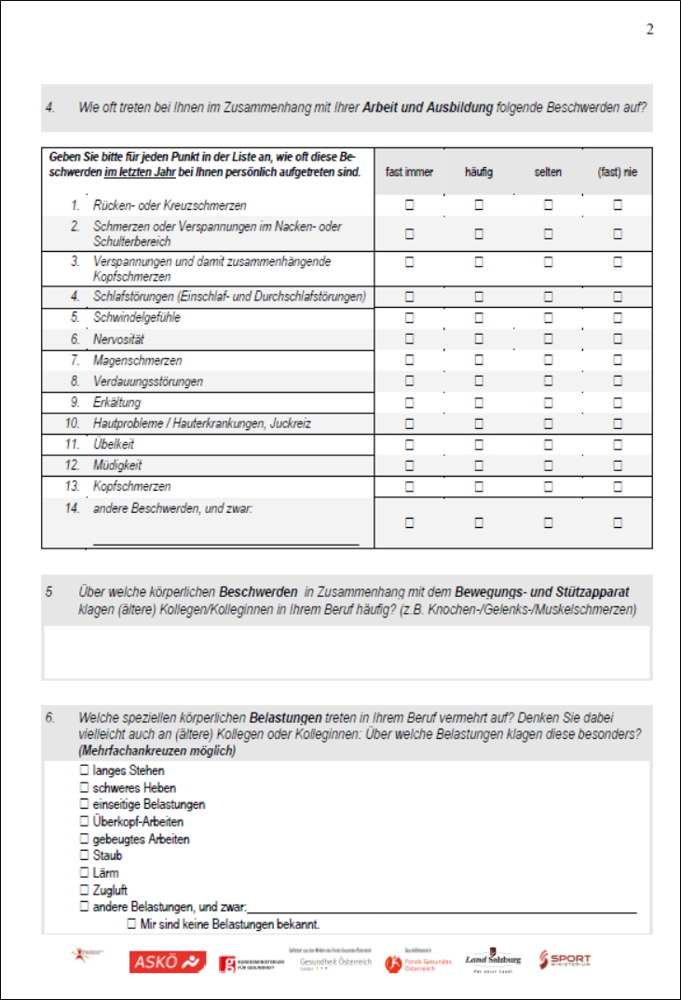 2
4. Wie oft treten bei Ihnen im Zusammenhang mit Ihrer Arbeit und Ausbildung folgende Beschwerden auf?
Geben Sie bitte für jeden Punkt in der Liste an, wie oft diese Be-
schwerden im letzten Jahr bei Ihnen persönlich aufgetreten sind.
fast immer häufig selten (fast) nie
1. Rücken- oder Kreuzschmerzen ☐ ☐ ☐ ☐
2. Schmerzen oder Verspannungen im Nacken- oder
Schulterbereich ☐ ☐ ☐ ☐
3. Verspannungen und damit zusammenhängende ☐ ☐ ☐ ☐
Kopfschmerzen
4. Schlafstörungen (Einschlaf- und Durchschlafstörungen) ☐ ☐ ☐ ☐
5. Schwindelgefühle ☐ ☐ ☐ ☐
6. Nervosität ☐ ☐ ☐ ☐
7. Magenschmerzen ☐ ☐ ☐ ☐
8. Verdauungsstörungen ☐ ☐ ☐ ☐
9. Erkältung ☐ ☐ ☐ ☐
10. Hautprobleme / Hauterkrankungen, Juckreiz ☐ ☐ ☐ ☐
11. Übelkeit ☐ ☐ ☐ ☐
12. Müdigkeit ☐ ☐ ☐ ☐
13. Kopfschmerzen ☐ ☐ ☐ ☐
14. andere Beschwerden, und zwar:
☐ ☐ ☐ ☐
5 Über welche körperlichen Beschwerden in Zusammenhang mit dem Bewegungs- und Stützapparat
klagen (ältere) Kollegen/Kolleginnen in Ihrem Beruf häufig? (z.B. Knochen-/Gelenks-/Muskelschmerzen)
6. Welche speziellen körperlichen Belastungen treten in Ihrem Beruf vermehrt auf? Denken Sie dabei
vielleicht auch an (ältere) Kollegen oder Kolleginnen: Über welche Belastungen klagen diese besonders?
(Mehrfachankreuzen möglich)
☐ langes Stehen
☐ schweres Heben
☐ einseitige Belastungen
☐ Überkopf-Arbeiten
☐ gebeugtes Arbeiten
☐ Staub
☐ Lärm
☐ Zugluft
☐ andere Belastungen, und zwar:
☐ Mir sind keine Belastungen bekannt.
ASKÖ
BUNDESMINISTERIUM
FÜR GESUNDHEIT
Gesundheit Österreich
GmbH
Geschäftsbereich
Fonds Gesundes
Österreich
Land Salzburg
Für unser Land!
SPORT
MINISTERIUM